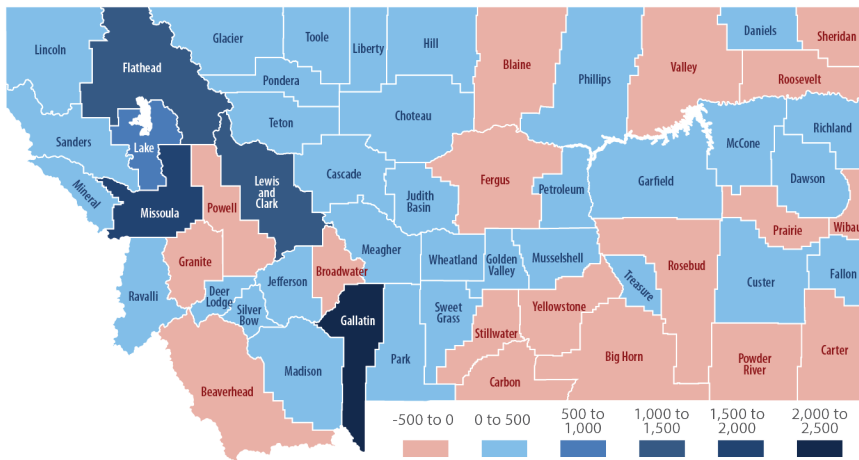 Lincoln
Glacier
Toole
Liberty
Hill
Blaine
Phillips
Valley
Daniels
Sheridan
Roosevelt
Flathead
Pondera
Teton
Choteau
Sanders
Lake
Mineral
Missoula
Powell
Lewis
and
Clark
Cascade
Judith
Basin
Fergus
Petroleum
Garfield
McCone
Richland
Dawson
Prairie
Wibau
Granite
Ravalli
Deer
Lodge
Silver
Bow
Jefferson
Broadwater
Meagher
Wheatland
Golden
Valley
Musselshell
Treasure
Rosebud
Custer
Fallon
Gallatin
Madison
Beaverhead
Park
Sweet
Grass
Stillwater
Yellowstone
Carbon
Big Horn
Powder
River
Carter
-500 to 0
0 to 500
500 to
1,000
1,000 to
1,500
1,500 to
2,000
2,000 to
2,500